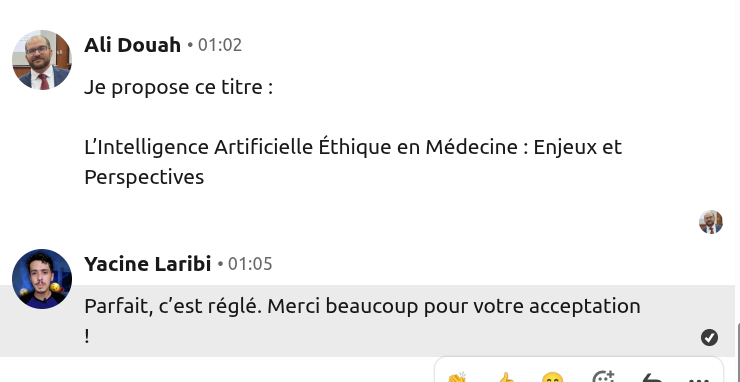 Ali Douah • 01:02
Je propose ce titre :
L’Intelligence Artificielle Éthique en Médecine : Enjeux et
Perspectives
Yacine Laribi • 01:05
Parfait, c’est réglé. Merci beaucoup pour votre acceptation
!